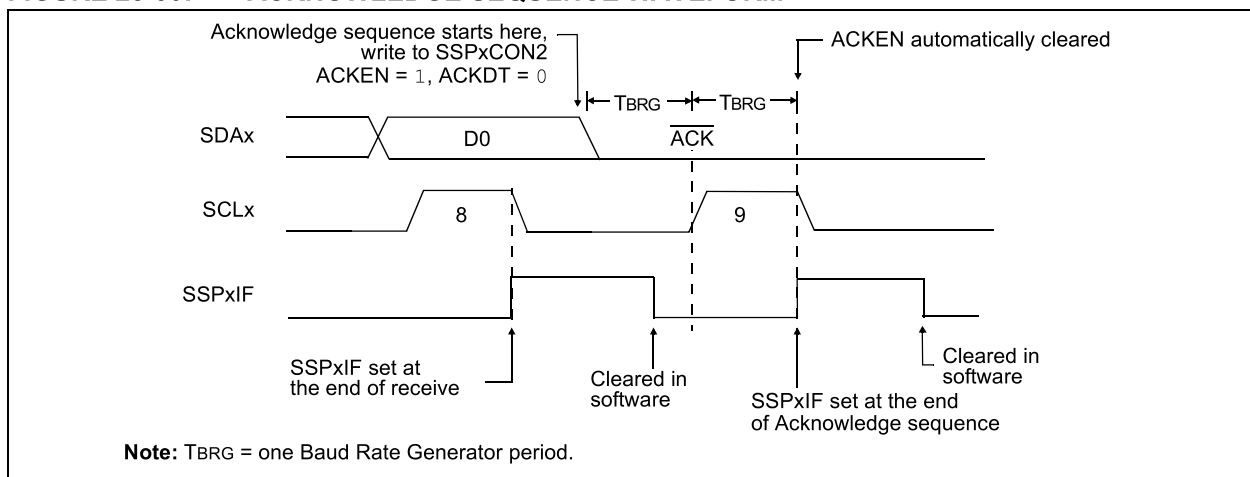 Acknowledge sequence starts here,
write to SSPxCON2
ACKEN = 1, ACKDT = 0
ACKEN automatically cleared
TBRG
TBRG
SDAx
D0
ACK
SCLx
8
9
SSPxIF
SSPxIF set at
the end of receive
Cleared in
software
SSPxIF set at the end
of Acknowledge sequence
Cleared in
software
Note: TBRG = one Baud Rate Generator period.